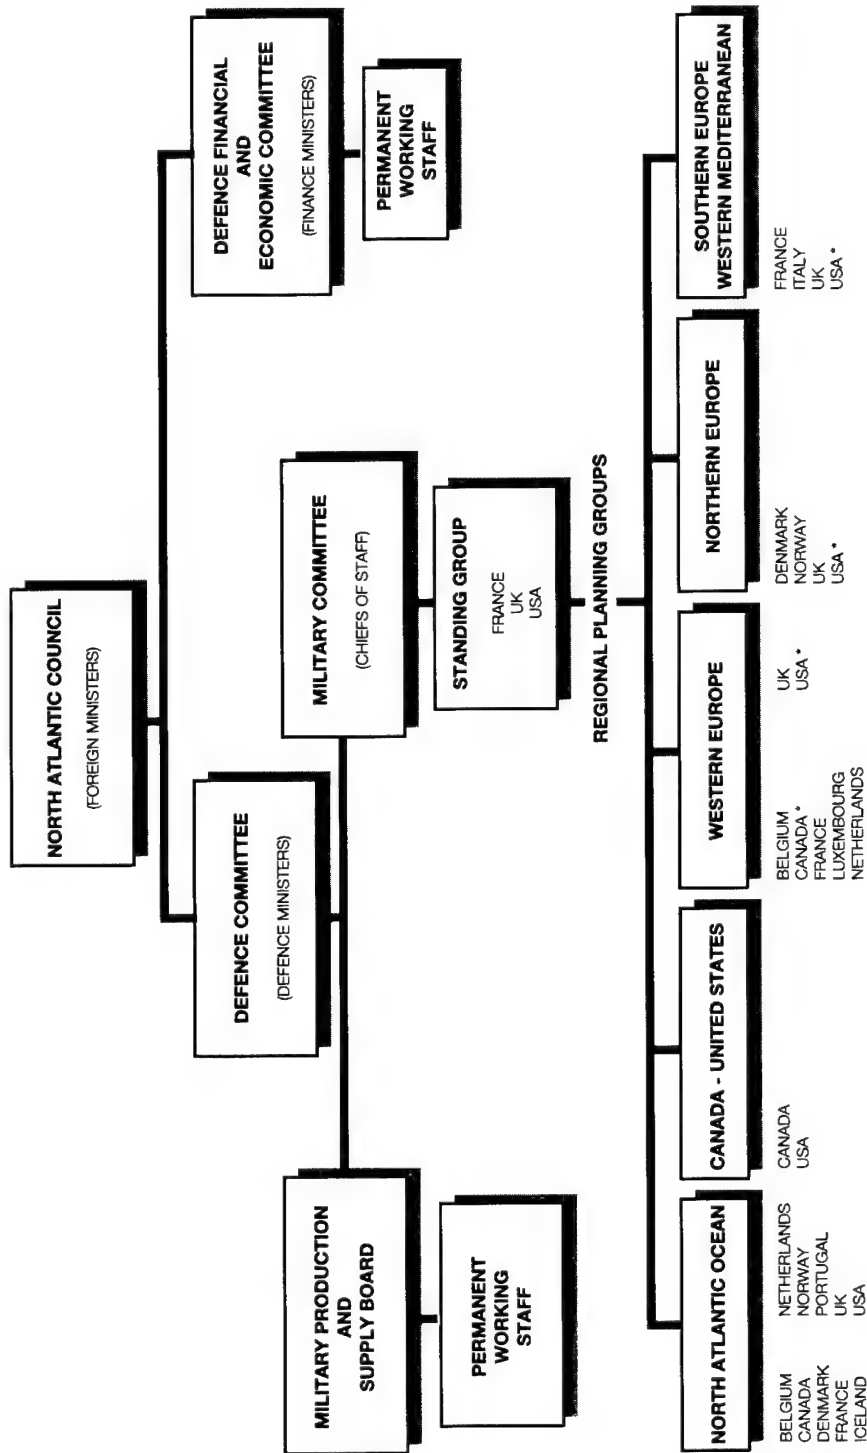 NORTH ATLANTIC COUNCIL
(FOREIGN MINISTERS)
DEFENCE COMMITTEE
(DEFENCE MINISTERS)
DEFENCE FINANCIAL
AND
ECONOMIC COMMITTEE
(FINANCE MINISTERS)
PERMANENT
WORKING
STAFF
MILITARY PRODUCTION
AND
SUPPLY BOARD
PERMANENT
WORKING
STAFF
MILITARY COMMITTEE
(CHIEFS OF STAFF)
STANDING GROUP
FRANCE
UK
USA
REGIONAL PLANNING GROUPS
NORTH ATLANTIC OCEAN
BELGIUM
CANADA
DENMARK
FRANCE
ICELAND
NETHERLANDS
NORWAY
PORTUGAL
UK
USA
CANADA - UNITED STATES
CANADA
USA
WESTERN EUROPE
BELGIUM
CANADA *
FRANCE
LUXEMBOURG
NETHERLANDS
UK
USA *
NORTHERN EUROPE
DENMARK
NORWAY
UK
USA *
SOUTHERN EUROPE
WESTERN MEDITERRANEAN
FRANCE
ITALY
UK
USA *